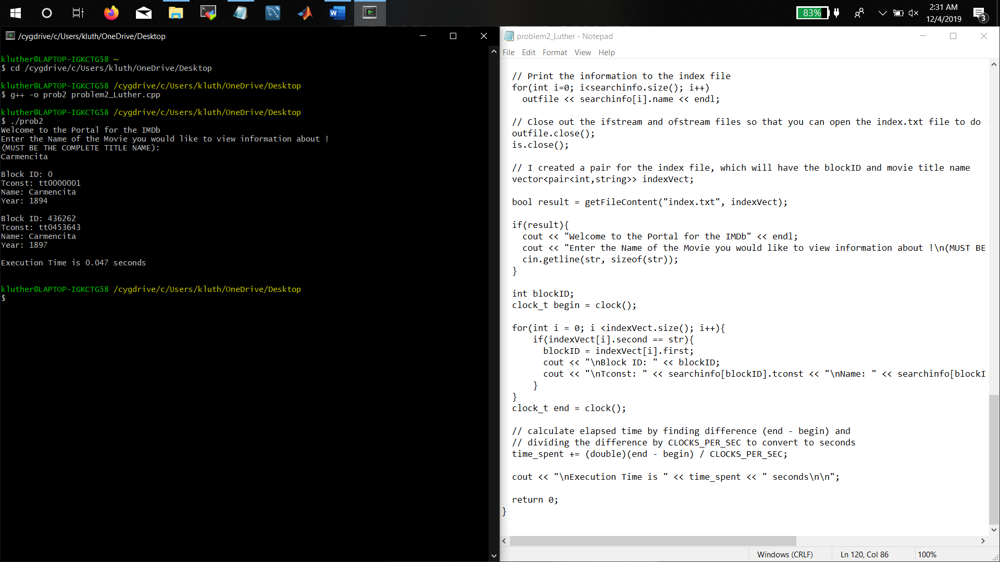 83%
2:31 AM
12/4/2019
3
/cygdrive/c/Users/kluth/OneDrive/Desktop
kluther@LAPTOP-IGKCTG58 ~
$ cd /cygdrive/c/Users/kluth/OneDrive/Desktop
kluther@LAPTOP-IGKCTG58 /cygdrive/c/Users/kluth/OneDrive/Desktop
$ g++ -o prob2 problem2_Luther.cpp
kluther@LAPTOP-IGKCTG58 /cygdrive/c/Users/kluth/OneDrive/Desktop
$ ./prob2
Welcome to the Portal for the IMDb
Enter the Name of the Movie you would like to view information about !
(MUST BE THE COMPLETE TITLE NAME):
Carmencita
Block ID: 0
Tconst: tt0000001
Name: Carmencita
Year: 1894
Block ID: 436262
Tconst: tt0453643
Name: Carmencita
Year: 1897
Execution Time is 0.047 seconds
kluther@LAPTOP-IGKCTG58 /cygdrive/c/Users/kluth/OneDrive/Desktop
$
problem2_Luther - Notepad
File Edit Format View Help
// Print the information to the index file
for(int i=0; i<searchinfo.size(); i++)
outfile << searchinfo[i].name << endl;
// Close out the ifstream and ofstream files so that you can open the index.txt file to do
outfile.close();
is.close();
// I created a pair for the index file, which will have the blockID and movie title name
vector<pair<int,string>> indexVect;
bool result = getFileContent("index.txt", indexVect);
if(result){
cout << "Welcome to the Portal for the IMDb" << endl;
cout << "Enter the Name of the Movie you would like to view information about !\n(MUST BE
cin.getline(str, sizeof(str));
}
int blockID;
clock_t begin = clock();
for(int i = 0; i <indexVect.size(); i++){
if(indexVect[i].second == str){
blockID = indexVect[i].first;
cout << "\nBlock ID: " << blockID;
cout << "\nTconst: " << searchinfo[blockID].tconst << "\nName: " << searchinfo[blockI
}
}
clock_t end = clock();
// calculate elapsed time by finding difference (end - begin) and
// dividing the difference by CLOCKS_PER_SEC to convert to seconds
time_spent += (double)(end - begin) / CLOCKS_PER_SEC;
cout << "\nExecution Time is " << time_spent << " seconds\n\n";
return 0;
}
Windows (CRLF) Ln 120, Col 86 100%